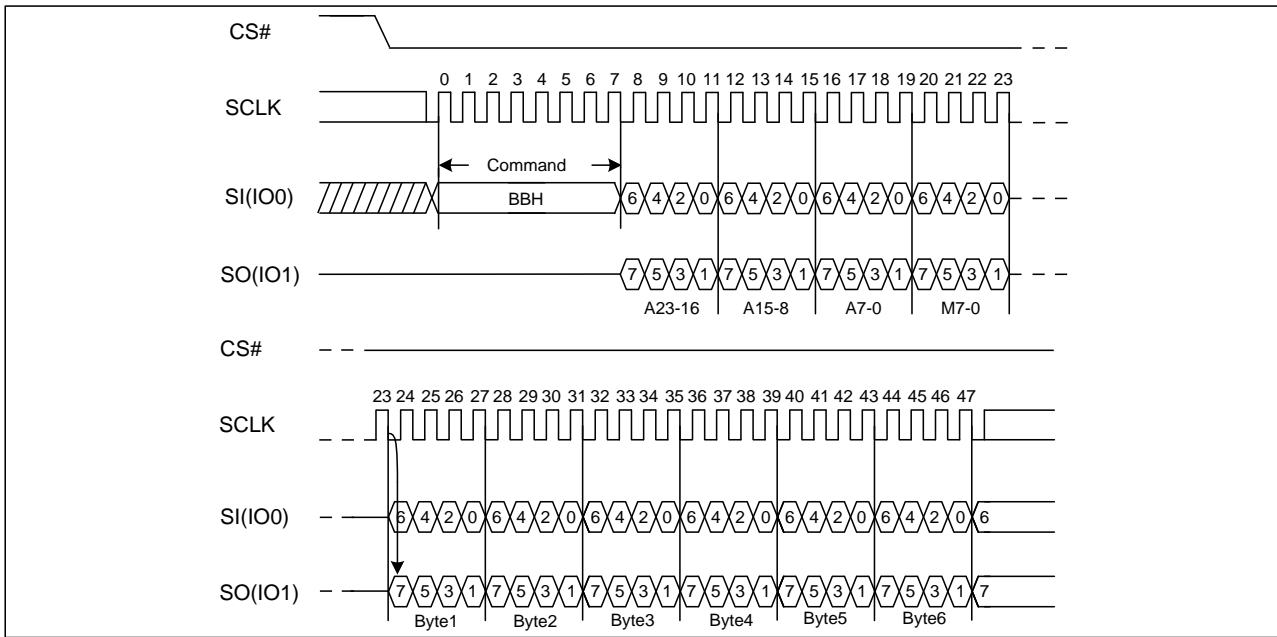 CS#
0 1 2 3 4 5 6 7 8 9 10 11 12 13 14 15 16 17 18 19 20 21 22 23
SCLK
Command
SI(IO0) BBH 6 4 2 0 6 4 2 0 6 4 2 0 6 4 2 0
SO(IO1) 7 5 3 1 7 5 3 1 7 5 3 1 7 5 3 1
A23-16 A15-8 A7-0 M7-0
CS#
23 24 25 26 27 28 29 30 31 32 33 34 35 36 37 38 39 40 41 42 43 44 45 46 47
SCLK
SI(IO0) 6 4 2 0 6 4 2 0 6 4 2 0 6 4 2 0 6 4 2 0 6 4 2 0 6
SO(IO1) 7 5 3 1 7 5 3 1 7 5 3 1 7 5 3 1 7 5 3 1 7 5 3 1 7
Byte1 Byte2 Byte3 Byte4 Byte5 Byte6